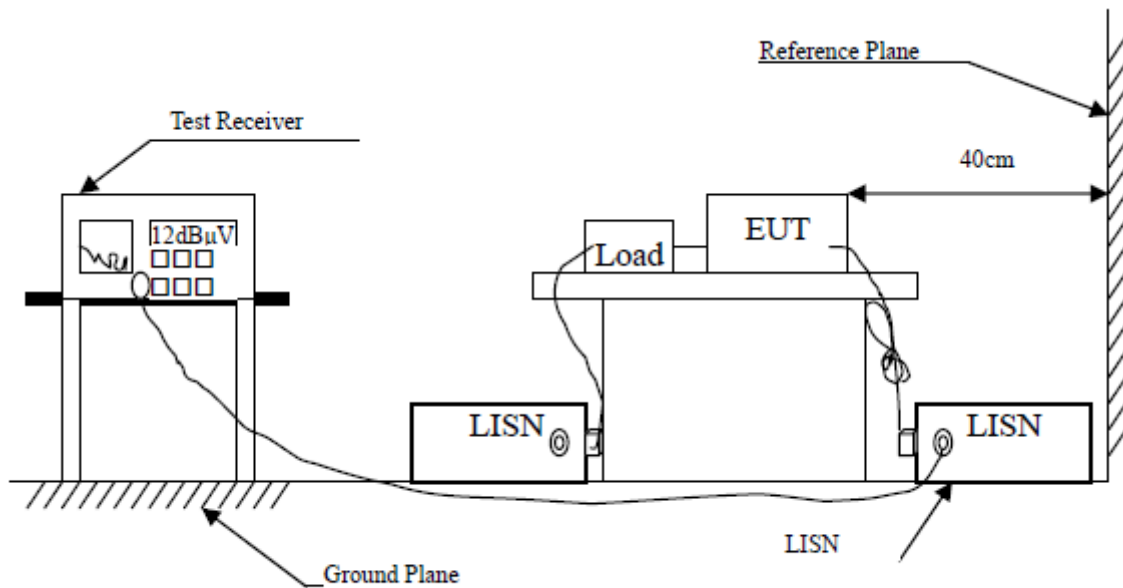 Reference Plane
Test Receiver
40cm
12dBµV
EUT
Load
LISN
LISN
LISN
Ground Plane